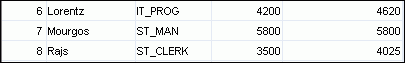 6 Lorentz IT_PROG 4200 4620
7 Mourgos ST_MAN 5800 5800
8 Rajs ST_CLERK 3500 4025